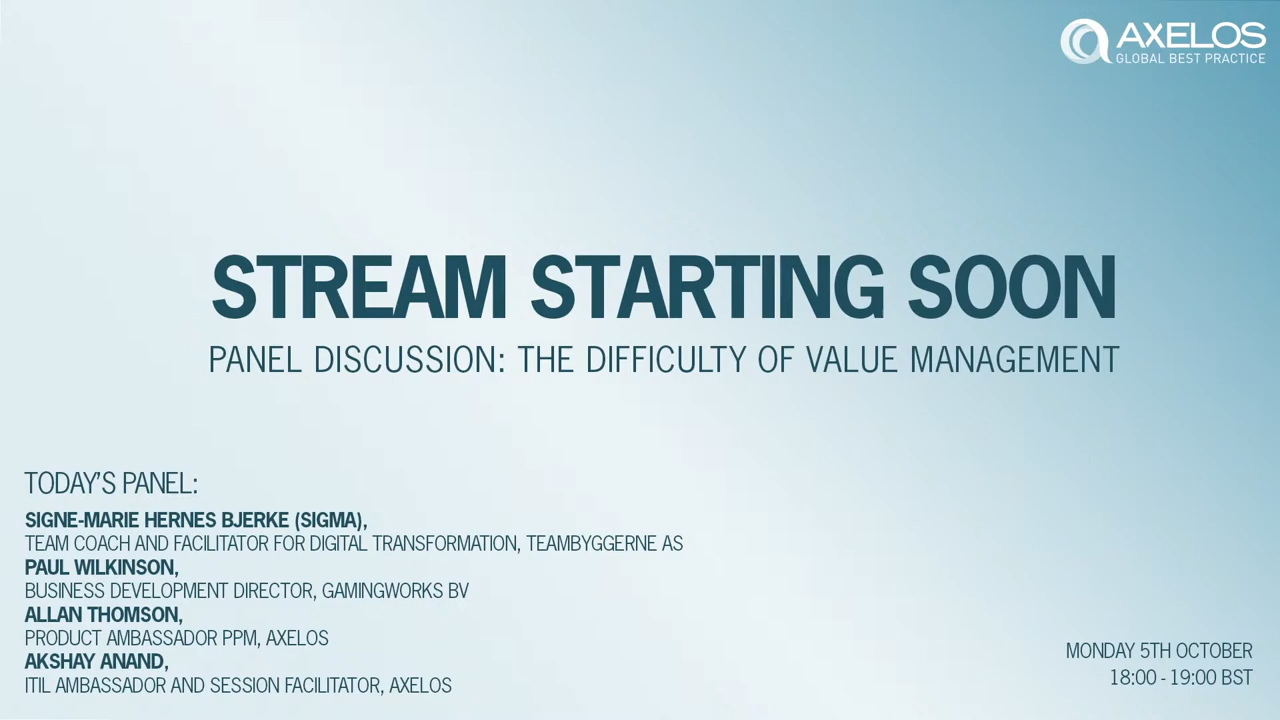 AXELOS
GLOBAL BEST PRACTICE
STREAM STARTING SOON
PANEL DISCUSSION: THE DIFFICULTY OF VALUE MANAGEMENT
TODAY'S PANEL:
SIGNE-MARIE HERNES BJERKE (SIGMA),
TEAM COACH AND FACILITATOR FOR DIGITAL TRANSFORMATION, TEAMBYGGERNE AS
PAUL WILKINSON,
BUSINESS DEVELOPMENT DIRECTOR, GAMINGWORKS BV
ALLAN THOMSON,
PRODUCT AMBASSADOR PPM, AXELOS
AKSHAY ANAND,
ITIL AMBASSADOR AND SESSION FACILITATOR, AXELOS
MONDAY 5TH OCTOBER
18:00 - 19:00 BST